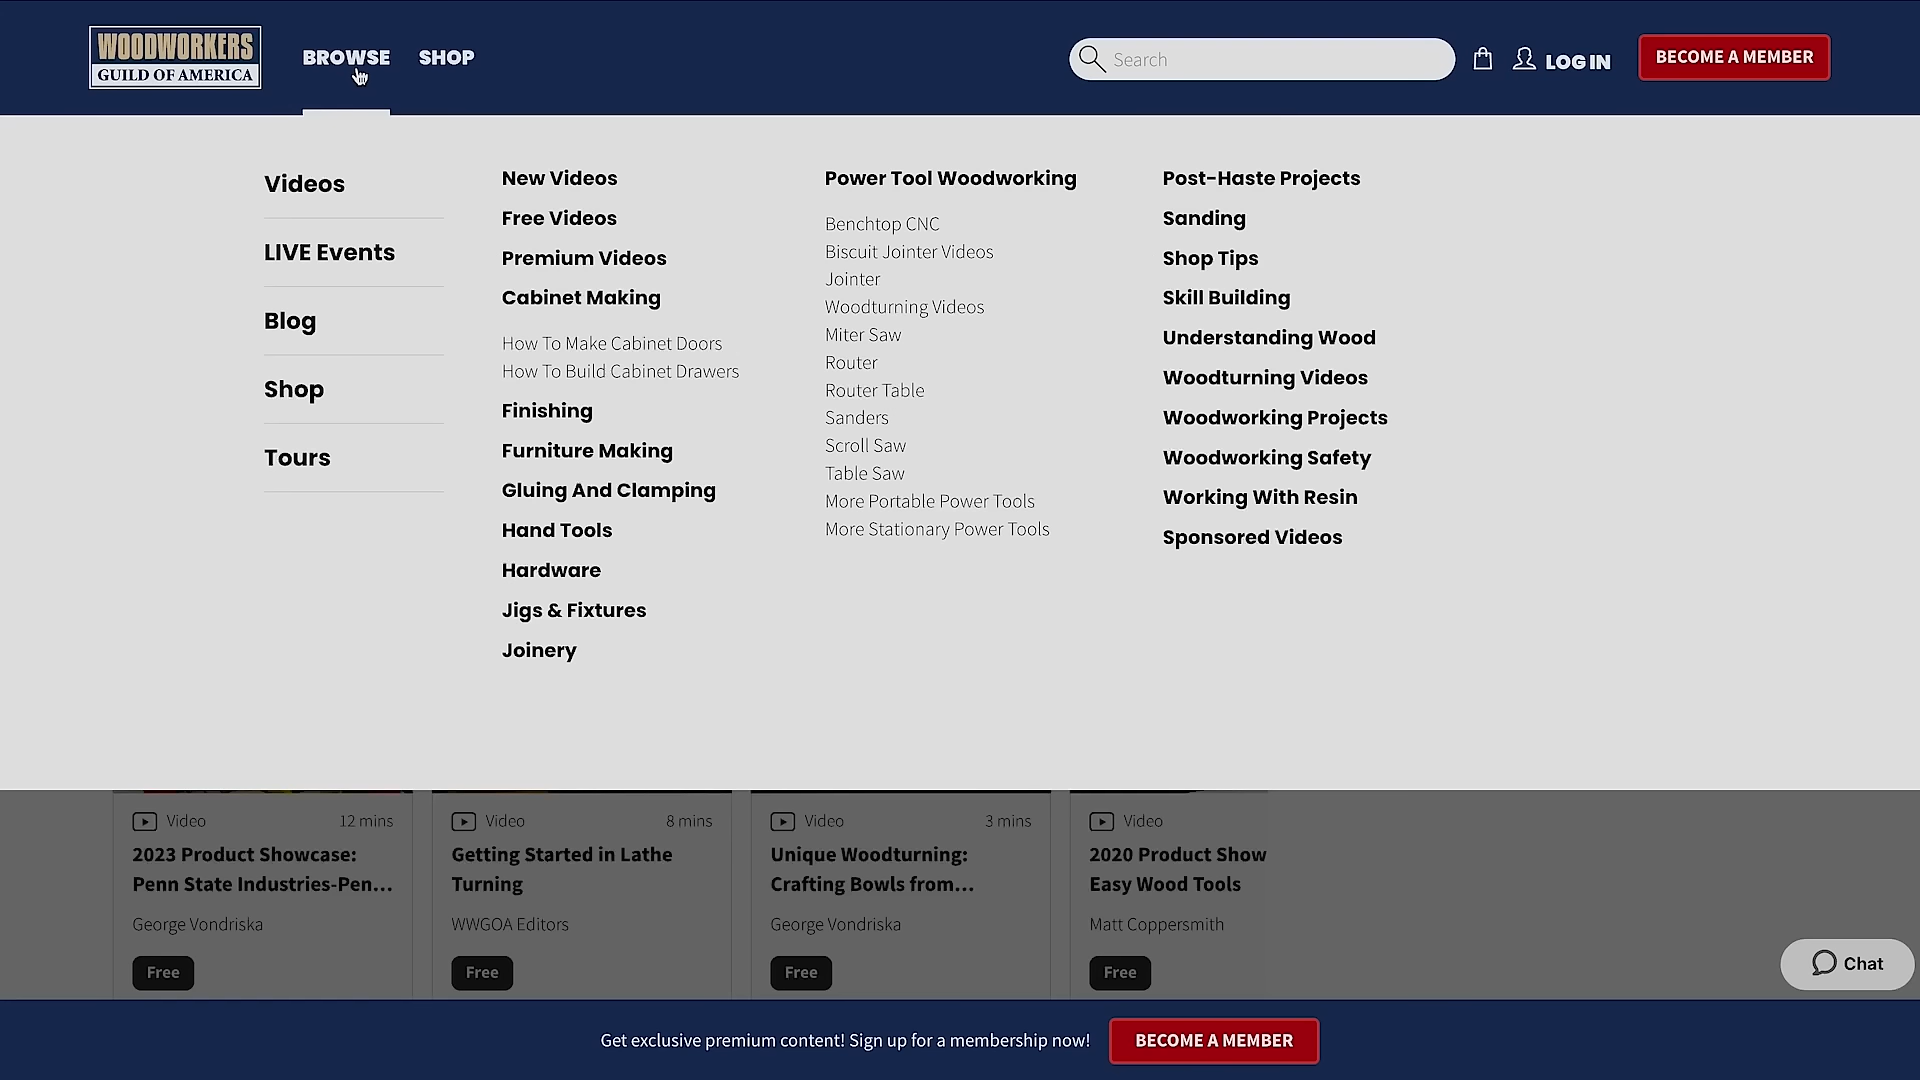 WOODWORKERS
GUILD OF AMERICA
BROWSE
SHOP
Search
LOG IN
BECOME A MEMBER
Videos
LIVE Events
Blog
Shop
Tours
New Videos
Free Videos
Premium Videos
Cabinet Making
How To Make Cabinet Doors
How To Build Cabinet Drawers
Finishing
Furniture Making
Gluing And Clamping
Hand Tools
Hardware
Jigs & Fixtures
Joinery
Power Tool Woodworking
Benchtop CNC
Biscuit Jointer Videos
Jointer
Woodturning Videos
Miter Saw
Router
Router Table
Sanders
Scroll Saw
Table Saw
More Portable Power Tools
More Stationary Power Tools
Post-Haste Projects
Sanding
Shop Tips
Skill Building
Understanding Wood
Woodturning Videos
Woodworking Projects
Woodworking Safety
Working With Resin
Sponsored Videos
Video 12 mins
2023 Product Showcase:
Penn State Industries-Pen...
George Vondriska
Free
Video 8 mins
Getting Started in Lathe
Turning
WWGOA Editors
Free
Video 3 mins
Unique Woodturning:
Crafting Bowls from...
George Vondriska
Free
Video
2020 Product Show
Easy Wood Tools
Matt Coppersmith
Free
Chat
Get exclusive premium content! Sign up for a membership now!
BECOME A MEMBER